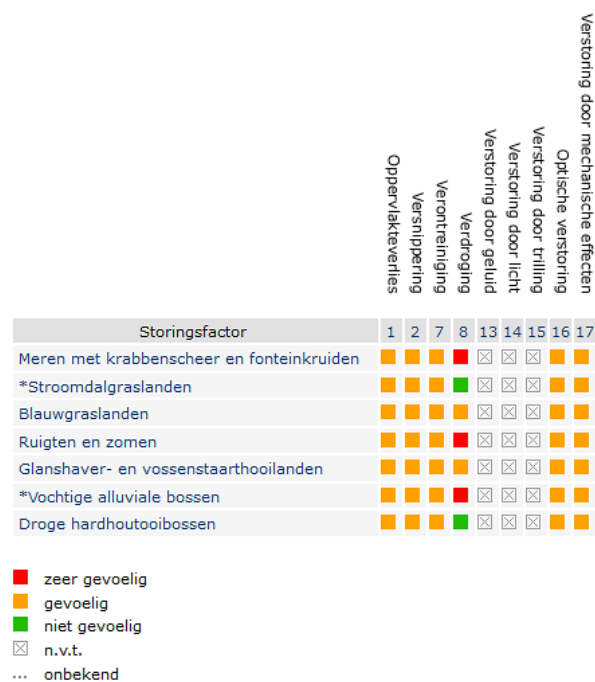 Oppervlakteverlies
Versnippering
Verontreiniging
Verdroging
Verstoring door geluid
Verstoring door licht
Verstoring door trilling
Optische verstoring
Verstoring door mechanische effecten
Storingsfactor 1 2 7 8 13 14 15 16 17
Meren met krabbenscheer en fonteinkruiden
*Stroomdalgraslanden
Blauwgraslanden
Ruigten en zomen
Glanshaver- en vossenstaarthooilanden
*Vochtige alluviale bossen
Droge hardhoutooibossen
zeer gevoelig
gevoelig
niet gevoelig
n.v.t.
... onbekend